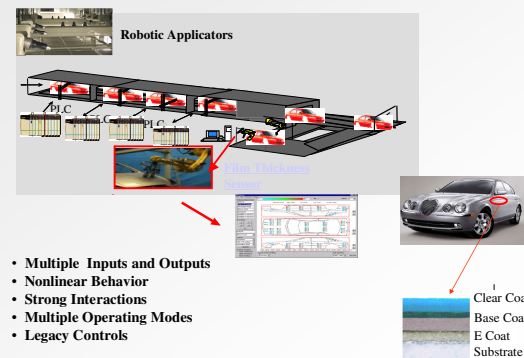 Robotic Applicators
PLC
PLC
Film Thickness
Sensor
• Multiple Inputs and Outputs
• Nonlinear Behavior
• Strong Interactions
• Multiple Operating Modes
• Legacy Controls
Clear Coa
Base Coa
E Coat
Substrate